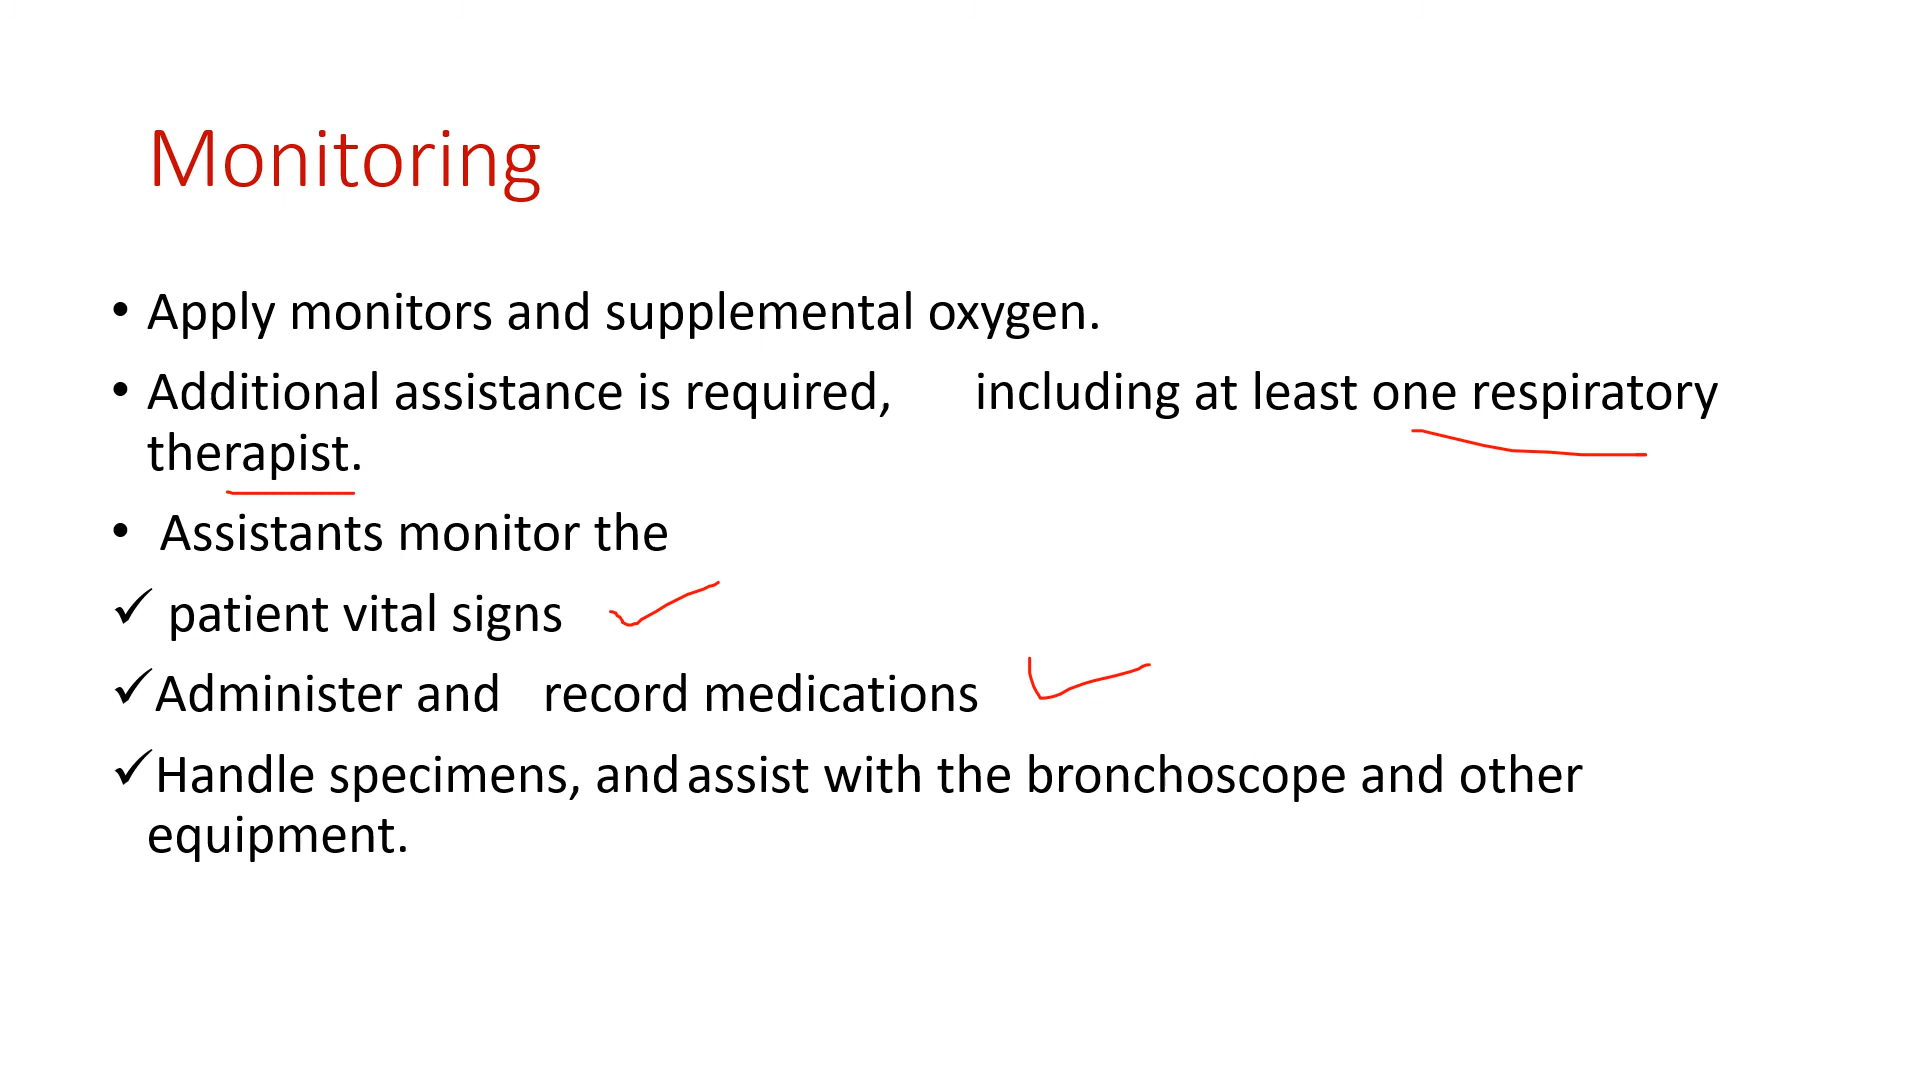 Monitoring
• Apply monitors and supplemental oxygen.
• Additional assistance is required, including at least one respiratory
therapist.
• Assistants monitor the
✓ patient vital signs
✓Administer and record medications
✓Handle specimens, and assist with the bronchoscope and other
equipment.